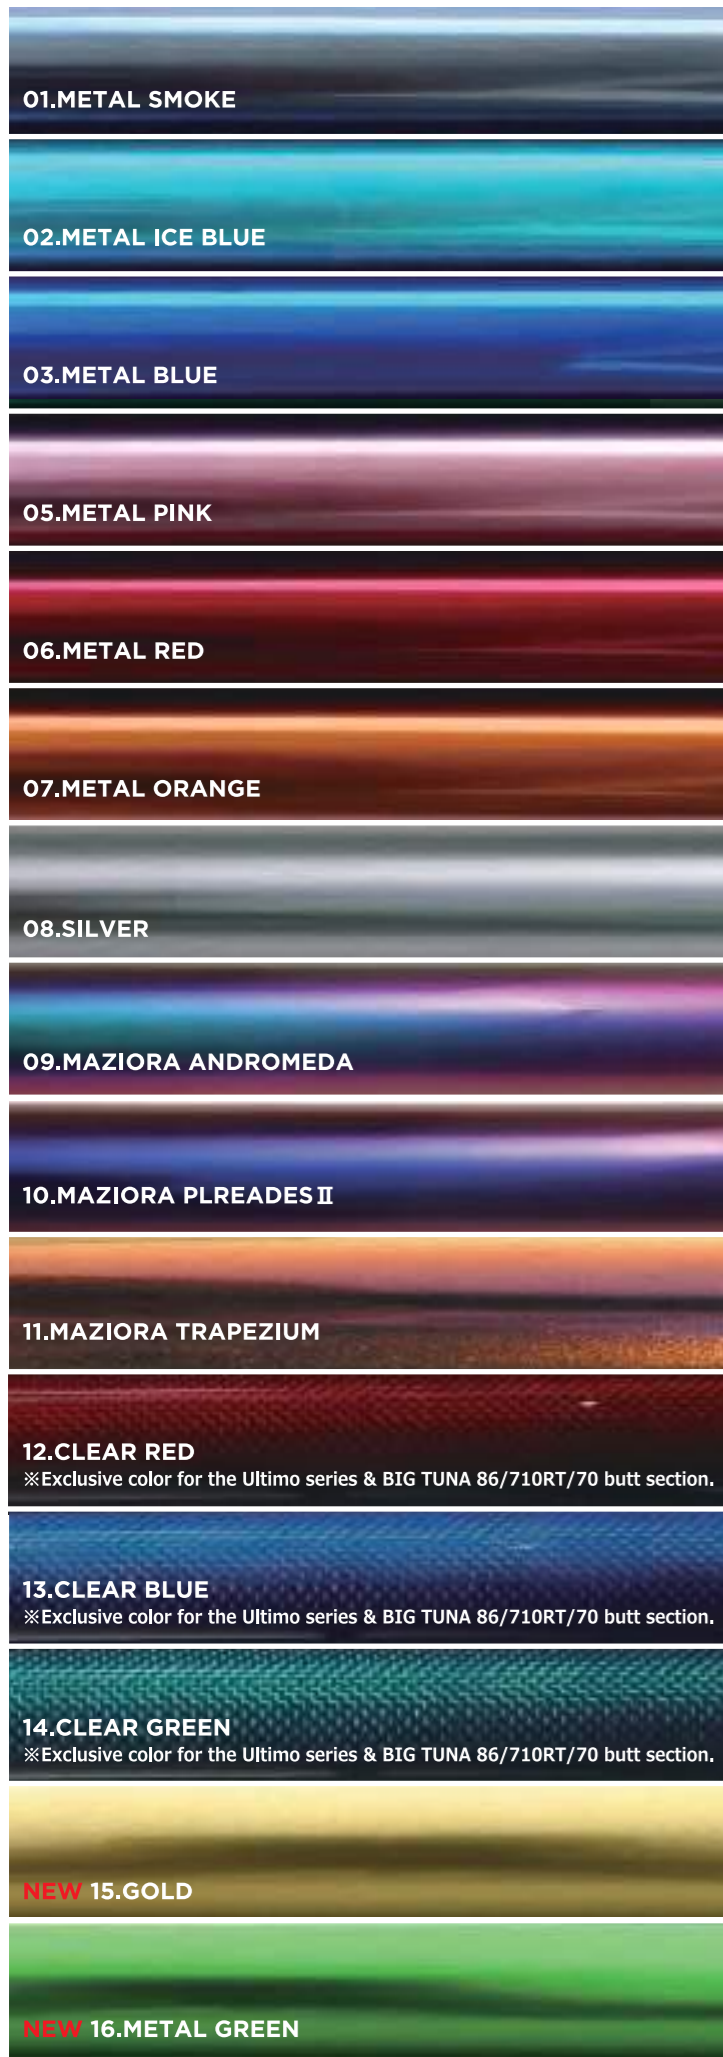 01.METAL SMOKE
02.METAL ICE BLUE
03.METAL BLUE
05.METAL PINK
06.METAL RED
07.METAL ORANGE
08.SILVER
09.MAZIORA ANDROMEDA
10.MAZIORA PLREADESⅡ
11.MAZIORA TRAPEZIUM
12.CLEAR RED
※Exclusive color for the Ultimo series & BIG TUNA 86/710RT/70 butt section.
13.CLEAR BLUE
※Exclusive color for the Ultimo series & BIG TUNA 86/710RT/70 butt section.
14.CLEAR GREEN
※Exclusive color for the Ultimo series & BIG TUNA 86/710RT/70 butt section.
NEW 15.GOLD
NEW 16.METAL GREEN